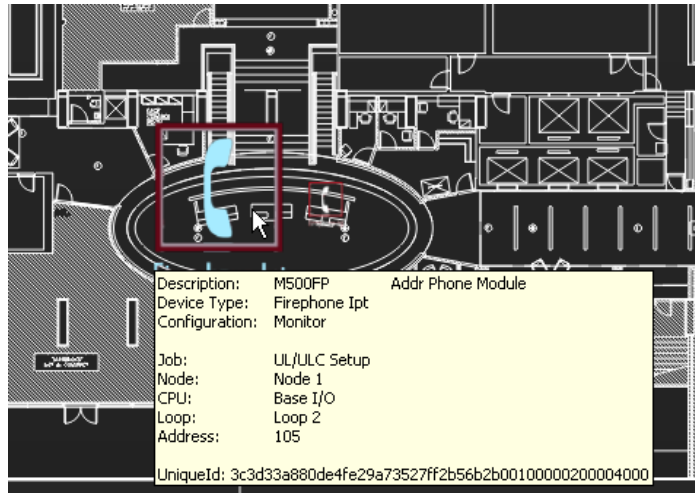 Description: M500FP Addr Phone Module
Device Type: Firephone Ipt
Configuration: Monitor
Job: UL/ULC Setup
Node: Node 1
CPU: Base I/O
Loop: Loop 2
Address: 105
UniqueId: 3c3d33a880de4fe29a73527ff2b56b2b00100000200004000